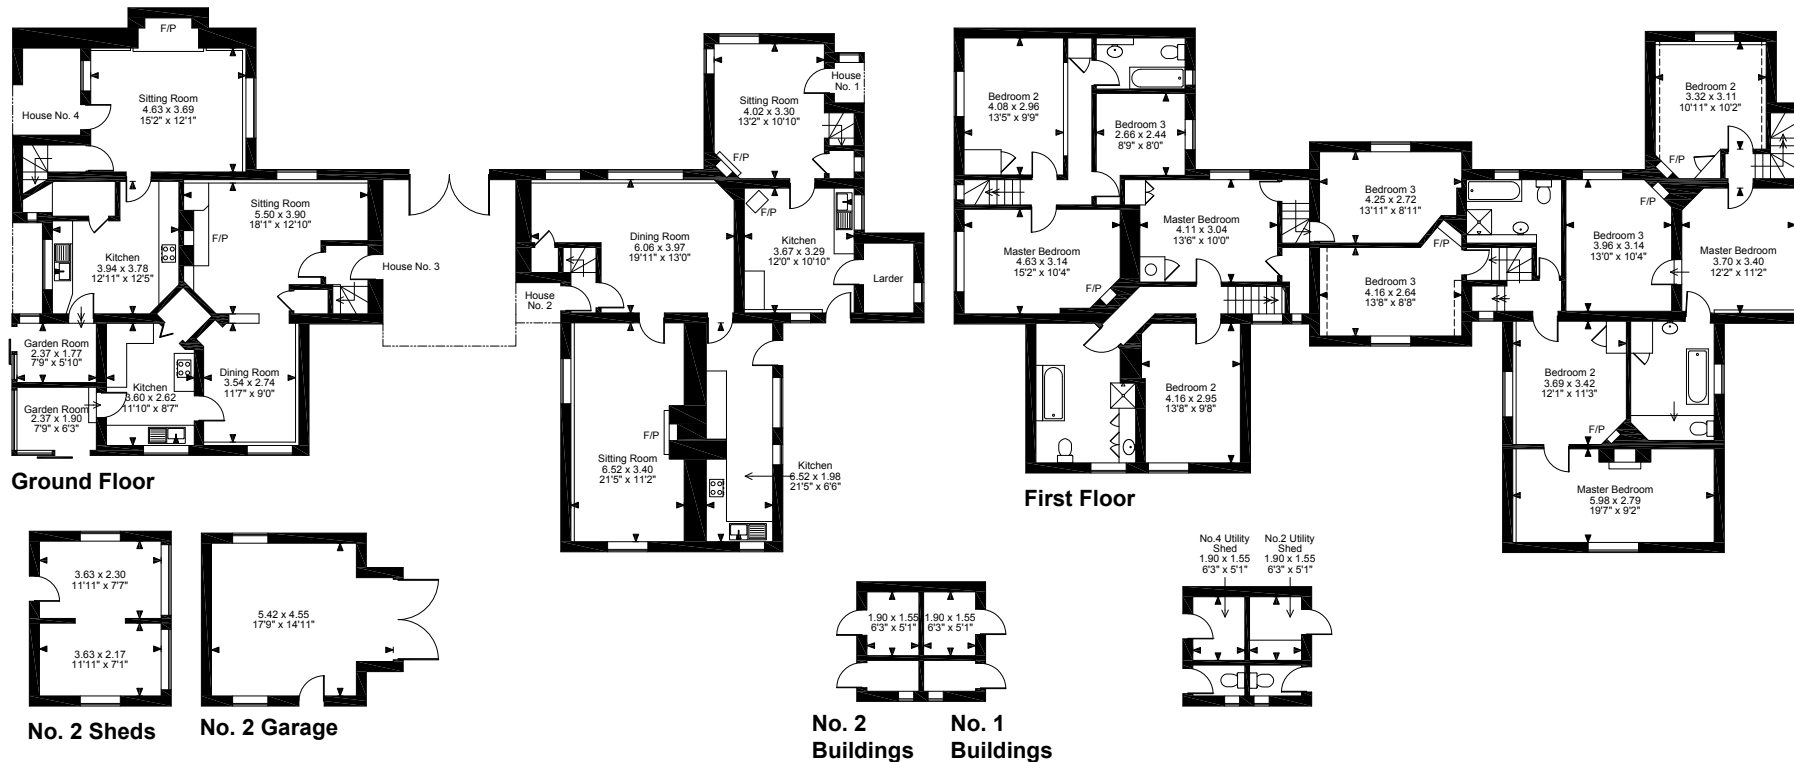 F/P
Sitting Room
4.63 x 3.69
15'2" x 12'1"
House No. 4
Kitchen
3.94 x 3.78
12'11" x 12'5"
F/P
Sitting Room
5.50 x 3.90
18'1" x 12'10"
House No. 3
Garden Room
2.37 x 1.77
7'9" x 5'10"
Garden Room
2.37 x 1.90
7'9" x 6'3"
Kitchen
3.60 x 2.62
11'10" x 8'7"
Dining Room
3.54 x 2.74
11'7" x 9'0"
Sitting Room
4.02 x 3.30
13'2" x 10'10"
House
No. 1
F/P
F/P
Dining Room
6.06 x 3.97
19'11" x 13'0"
Kitchen
3.67 x 3.29
12'0" x 10'10"
Larder
House
No. 2
F/P
Sitting Room
6.52 x 3.40
21'5" x 11'2"
Kitchen
6.52 x 1.98
21'5" x 6'6"
Ground Floor
Bedroom 2
4.08 x 2.96
13'5" x 9'9"
Bedroom 3
2.66 x 2.44
8'9" x 8'0"
Master Bedroom
4.63 x 3.14
15'2" x 10'4"
F/P
Master Bedroom
4.11 x 3.04
13'6" x 10'0"
Bedroom 2
4.16 x 2.95
13'8" x 9'8"
Bedroom 3
4.25 x 2.72
13'11" x 8'11"
F/P
Bedroom 3
4.16 x 2.64
13'8" x 8'8"
Bedroom 2
3.32 x 3.11
10'11" x 10'2"
F/P
F/P
Bedroom 3
3.96 x 3.14
13'0" x 10'4"
Master Bedroom
3.70 x 3.40
12'2" x 11'2"
Bedroom 2
3.69 x 3.42
12'1" x 11'3"
F/P
Master Bedroom
5.98 x 2.79
19'7" x 9'2"
First Floor
3.63 x 2.30
11'11" x 7'7"
3.63 x 2.17
11'11" x 7'1"
No. 2 Sheds
5.42 x 4.55
17'9" x 14'11"
No. 2 Garage
1.90 x 1.55
6'3" x 5'1"
1.90 x 1.55
6'3" x 5'1"
No. 2
Buildings
No. 1
Buildings
No.4 Utility
Shed
1.90 x 1.55
6'3" x 5'1"
No.2 Utility
Shed
1.90 x 1.55
6'3" x 5'1"